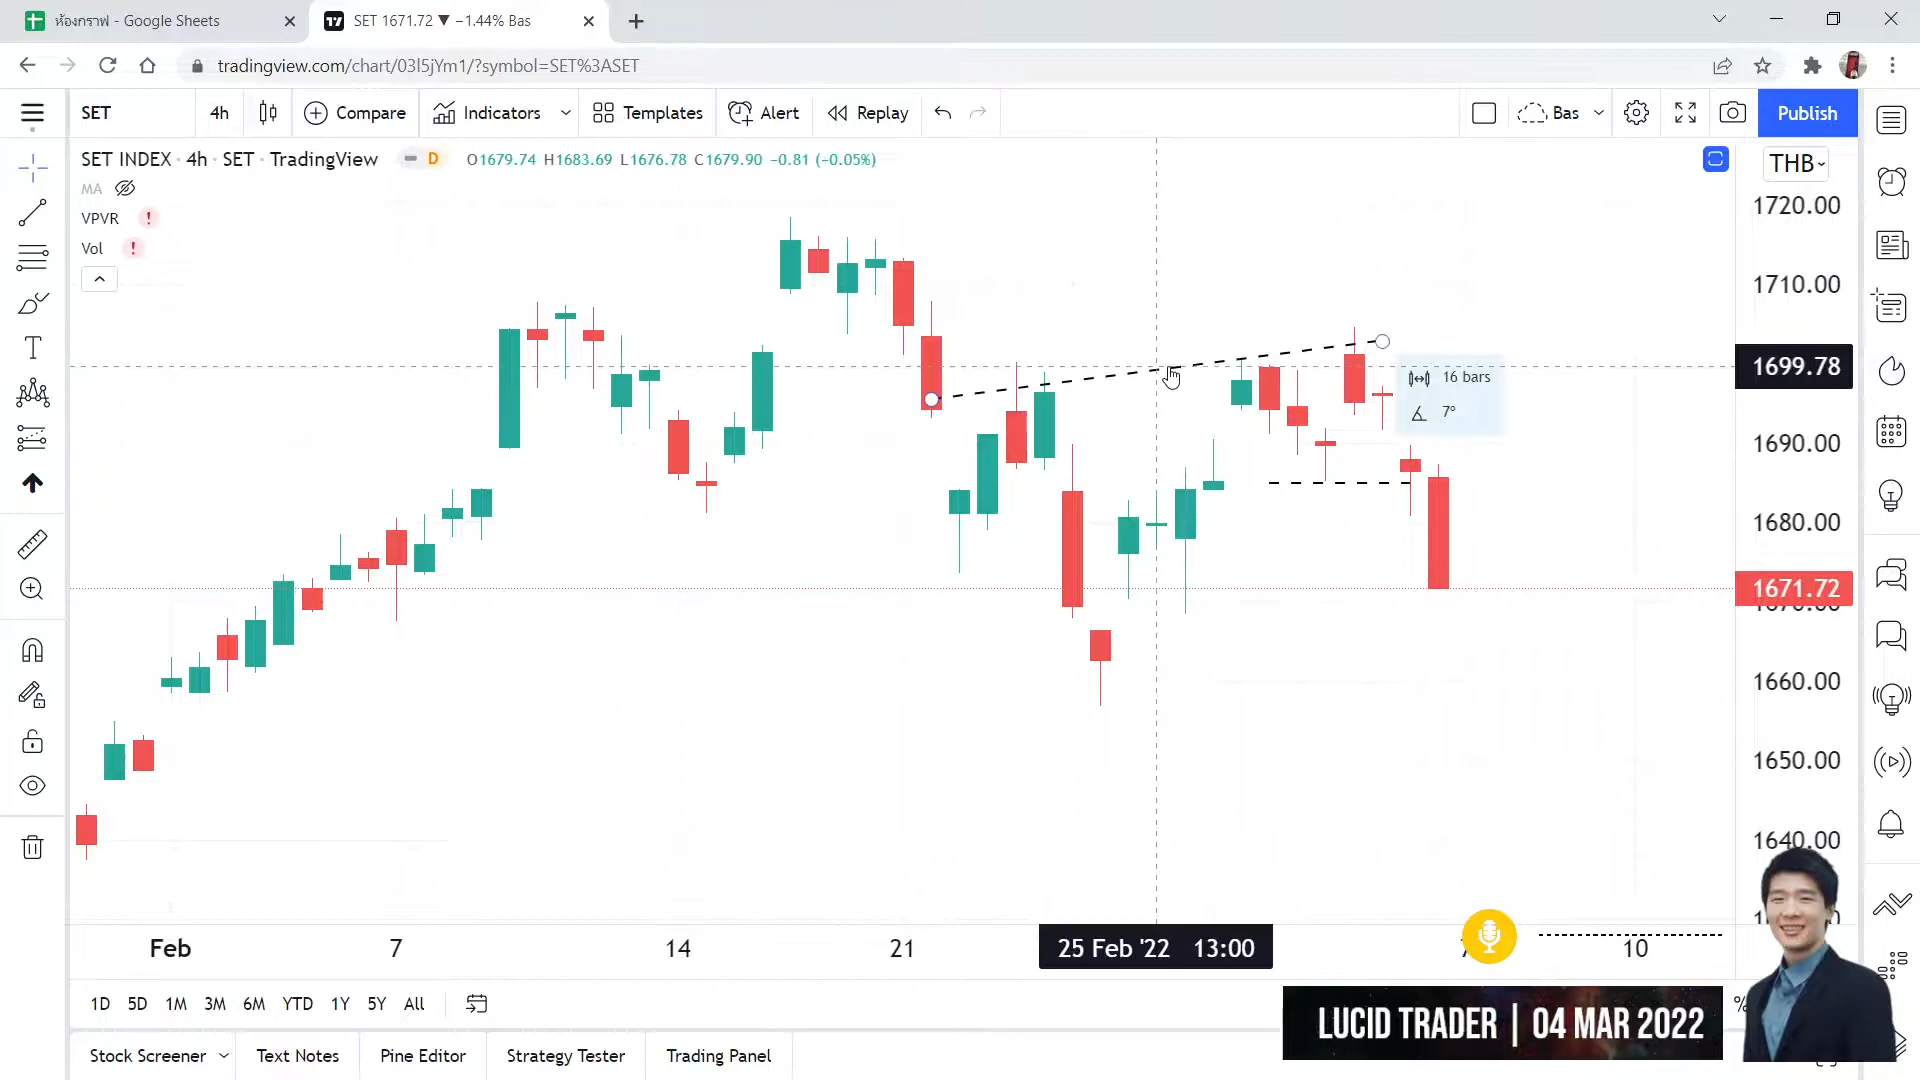 ห้องกราฟ - Google Sheets
SET 1671.72 ▼ −1.44% Bas
tradingview.com/chart/03l5jYm1/?symbol=SET%3ASET
SET
4h
Compare
Indicators
Templates
Alert
Replay
Bas
Publish
SET INDEX · 4h · SET · TradingView
D
O1679.74 H1683.69 L1676.78 C1679.90 −0.81 (−0.05%)
THB
MA
VPVR
Vol
1720.00
1710.00
1699.78
1690.00
1680.00
1671.72
1660.00
1650.00
1640.00
16 bars
7°
Feb
7
14
21
25 Feb '22 13:00
10
1D
5D
1M
3M
6M
YTD
1Y
5Y
All
%
LUCID TRADER | 04 MAR 2022
Stock Screener
Text Notes
Pine Editor
Strategy Tester
Trading Panel